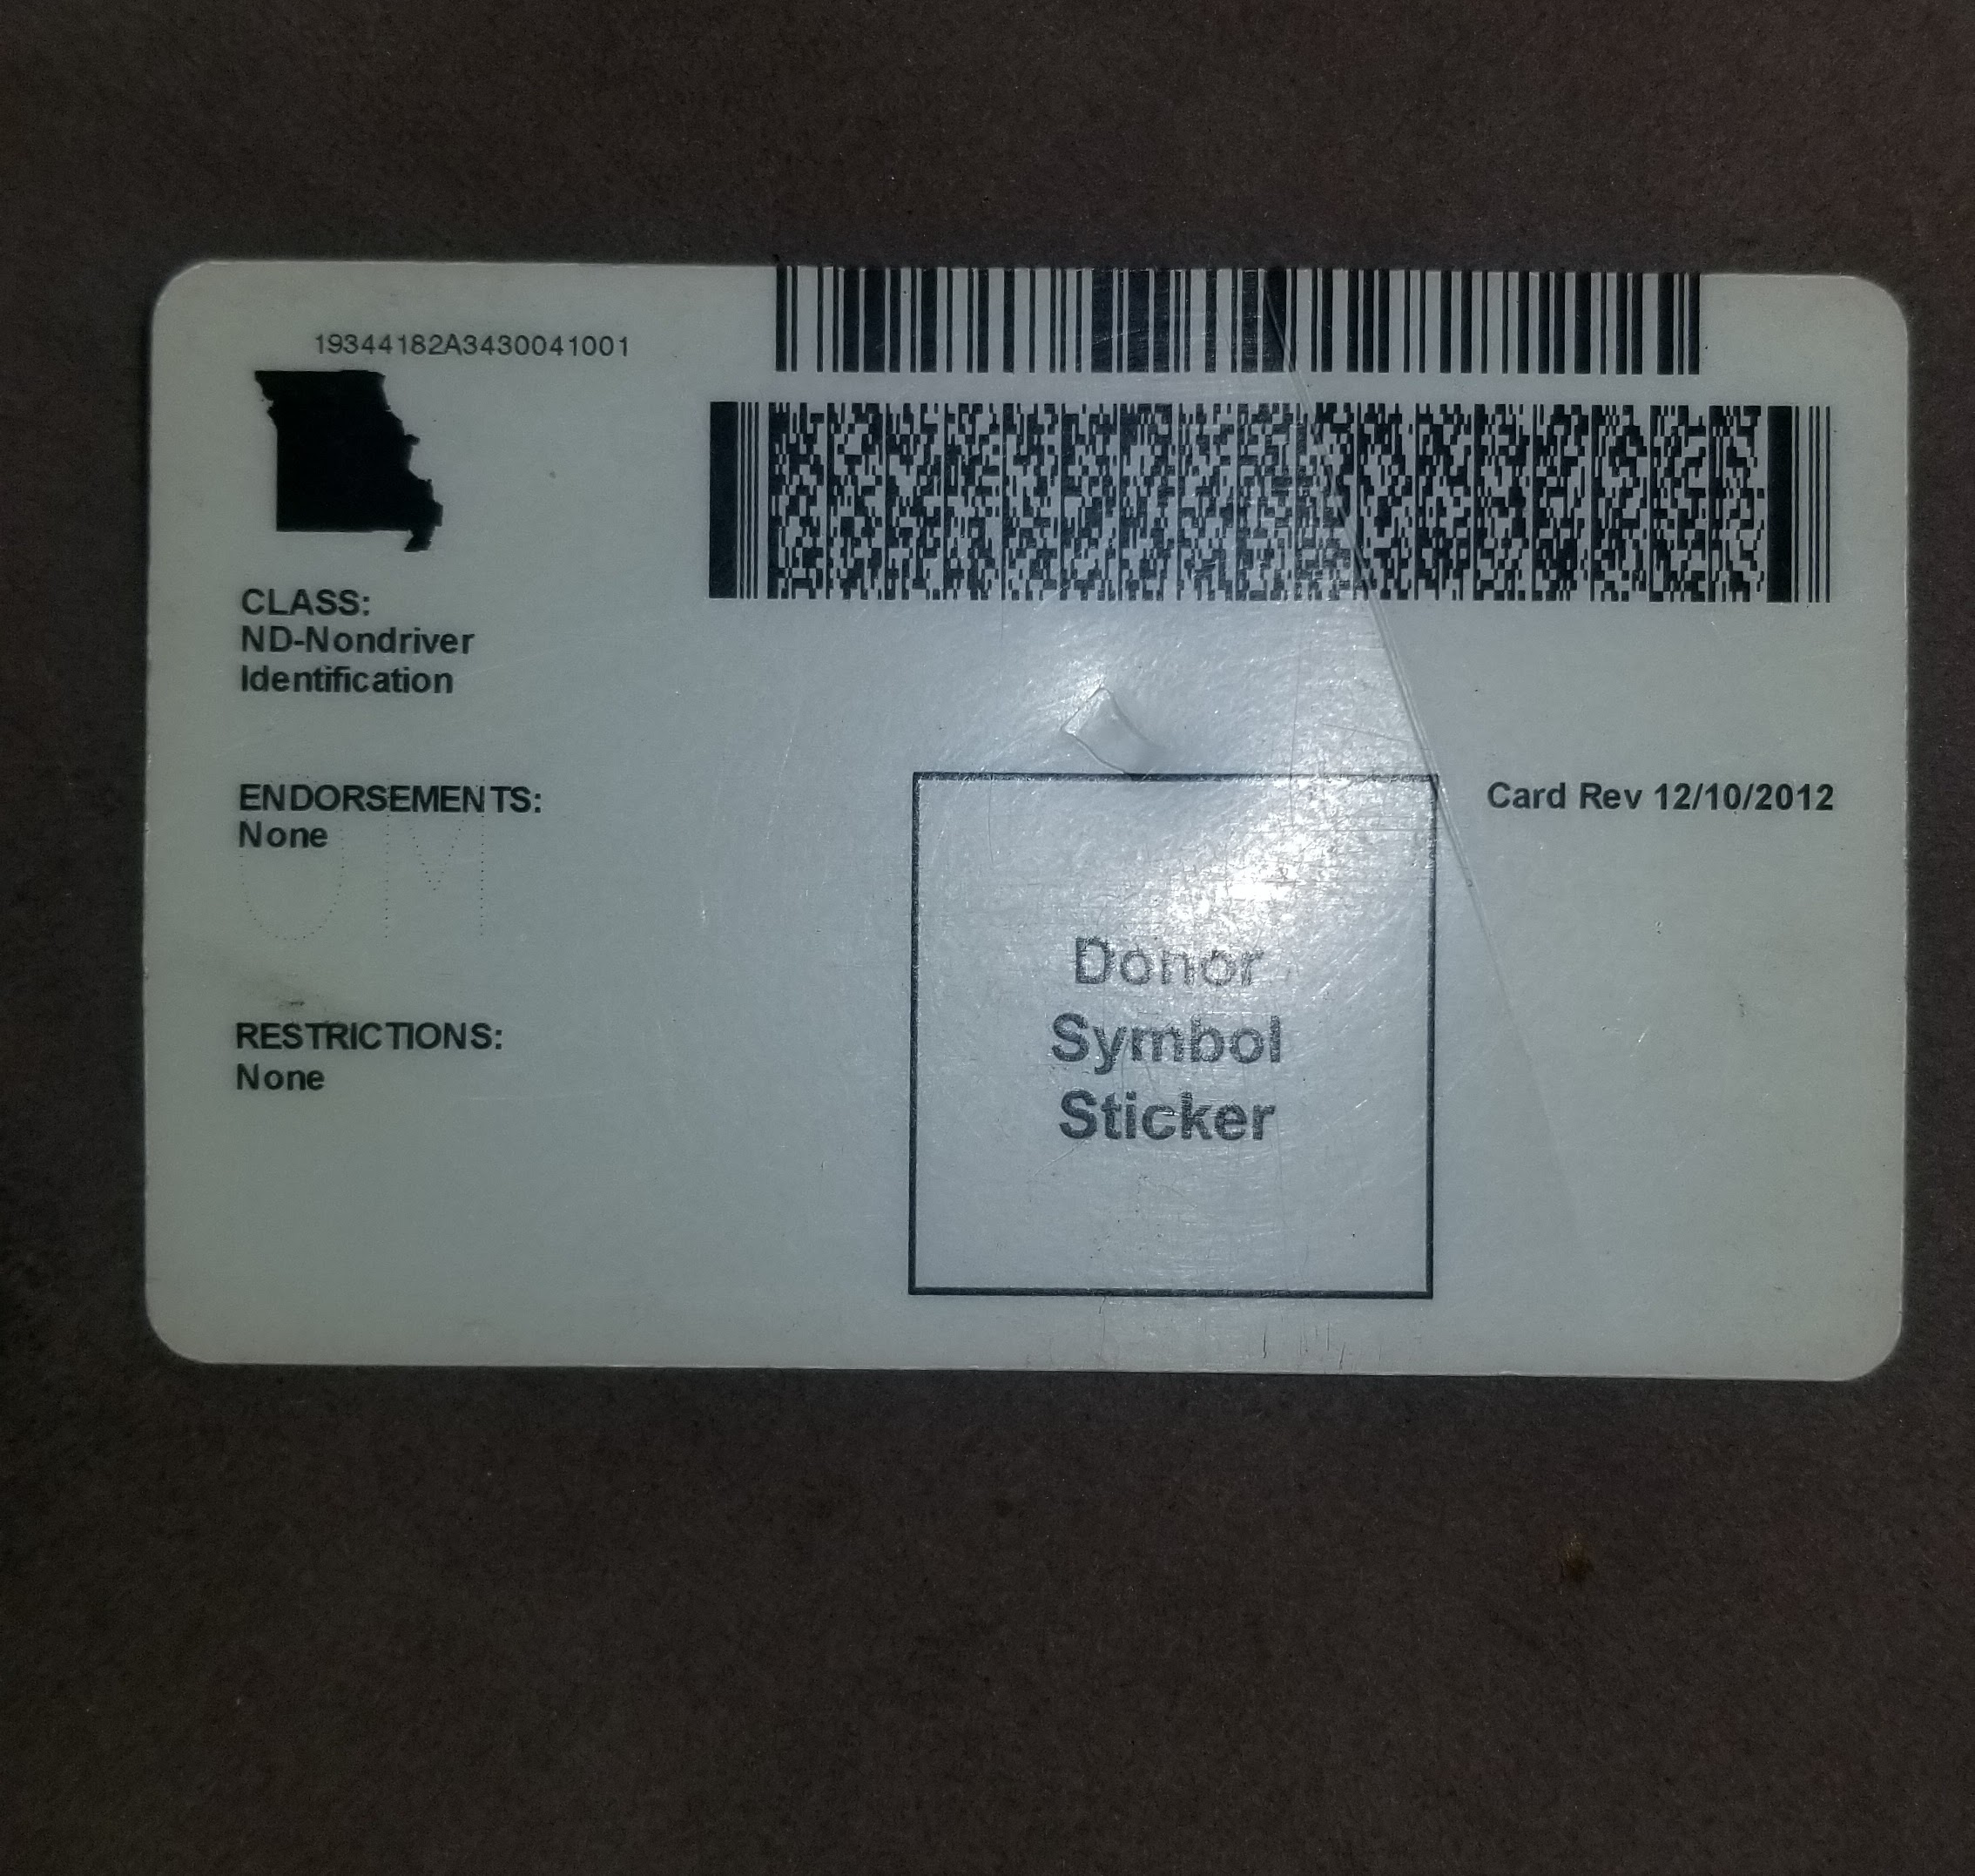 19344182A3430041001
CLASS:
ND-Nondriver
Identification
ENDORSEMENTS:
None
Card Rev 12/10/2012
Donor
Symbol
Sticker
RESTRICTIONS:
None